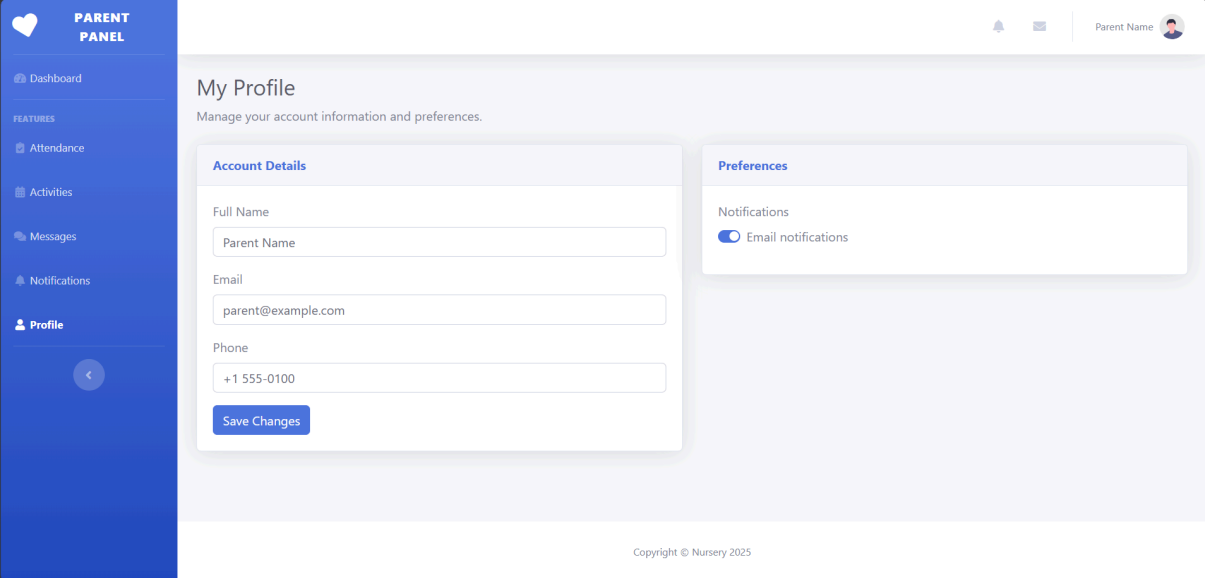 PARENT
PANEL
Dashboard
FEATURES
Attendance
Activities
Messages
Notifications
Profile
Parent Name
My Profile
Manage your account information and preferences.
Account Details
Full Name
Parent Name
Email
parent@example.com
Phone
+1 555-0100
Save Changes
Preferences
Notifications
Email notifications
Copyright © Nursery 2025